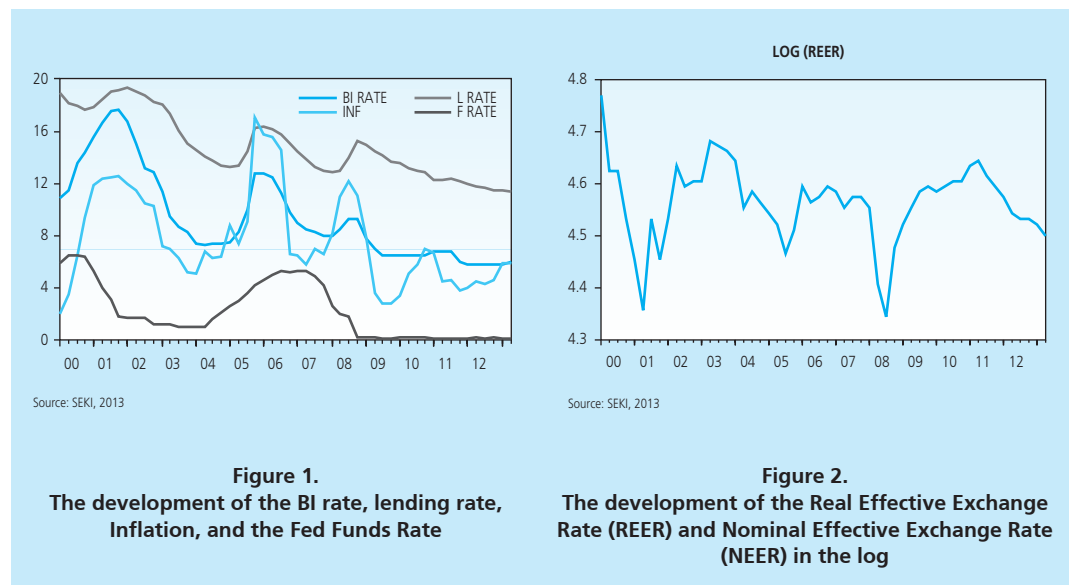 20
16
12
8
4
0
BI RATE
L RATE
INF
F RATE
00 01 02 03 04 05 06 07 08 09 10 11 12
Source: SEKI, 2013
Figure 1.
The development of the BI rate, lending rate,
Inflation, and the Fed Funds Rate
LOG (REER)
4.8
4.7
4.6
4.5
4.4
4.3
00 01 02 03 04 05 06 07 08 09 10 11 12
Source: SEKI, 2013
Figure 2.
The development of the Real Effective Exchange
Rate (REER) and Nominal Effective Exchange Rate
(NEER) in the log